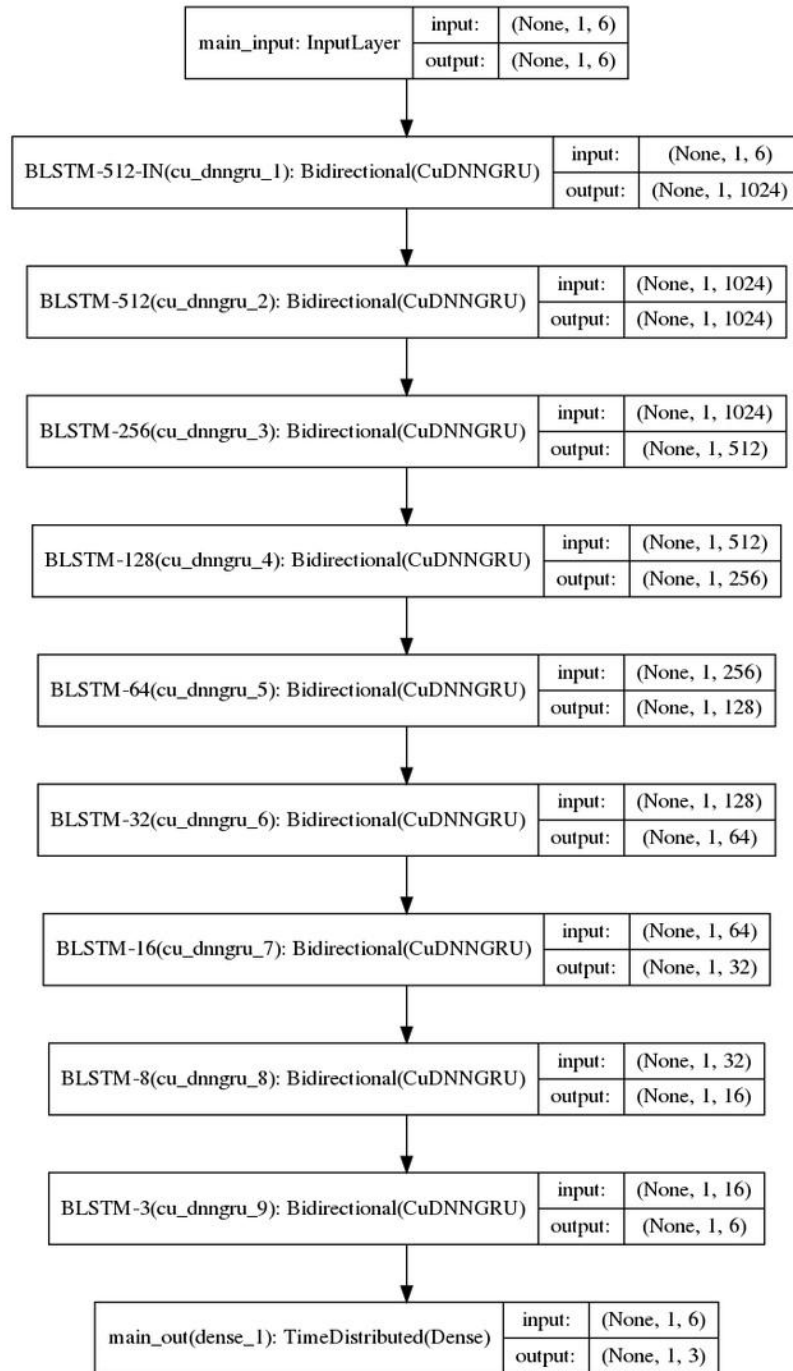 main_input: InputLayer
input: (None, 1, 6)
output: (None, 1, 6)
BLSTM-512-IN(cu_dnngru_1): Bidirectional(CuDNNGRU)
input: (None, 1, 6)
output: (None, 1, 1024)
BLSTM-512(cu_dnngru_2): Bidirectional(CuDNNGRU)
input: (None, 1, 1024)
output: (None, 1, 1024)
BLSTM-256(cu_dnngru_3): Bidirectional(CuDNNGRU)
input: (None, 1, 1024)
output: (None, 1, 512)
BLSTM-128(cu_dnngru_4): Bidirectional(CuDNNGRU)
input: (None, 1, 512)
output: (None, 1, 256)
BLSTM-64(cu_dnngru_5): Bidirectional(CuDNNGRU)
input: (None, 1, 256)
output: (None, 1, 128)
BLSTM-32(cu_dnngru_6): Bidirectional(CuDNNGRU)
input: (None, 1, 128)
output: (None, 1, 64)
BLSTM-16(cu_dnngru_7): Bidirectional(CuDNNGRU)
input: (None, 1, 64)
output: (None, 1, 32)
BLSTM-8(cu_dnngru_8): Bidirectional(CuDNNGRU)
input: (None, 1, 32)
output: (None, 1, 16)
BLSTM-3(cu_dnngru_9): Bidirectional(CuDNNGRU)
input: (None, 1, 16)
output: (None, 1, 6)
main_out(dense_1): TimeDistributed(Dense)
input: (None, 1, 6)
output: (None, 1, 3)